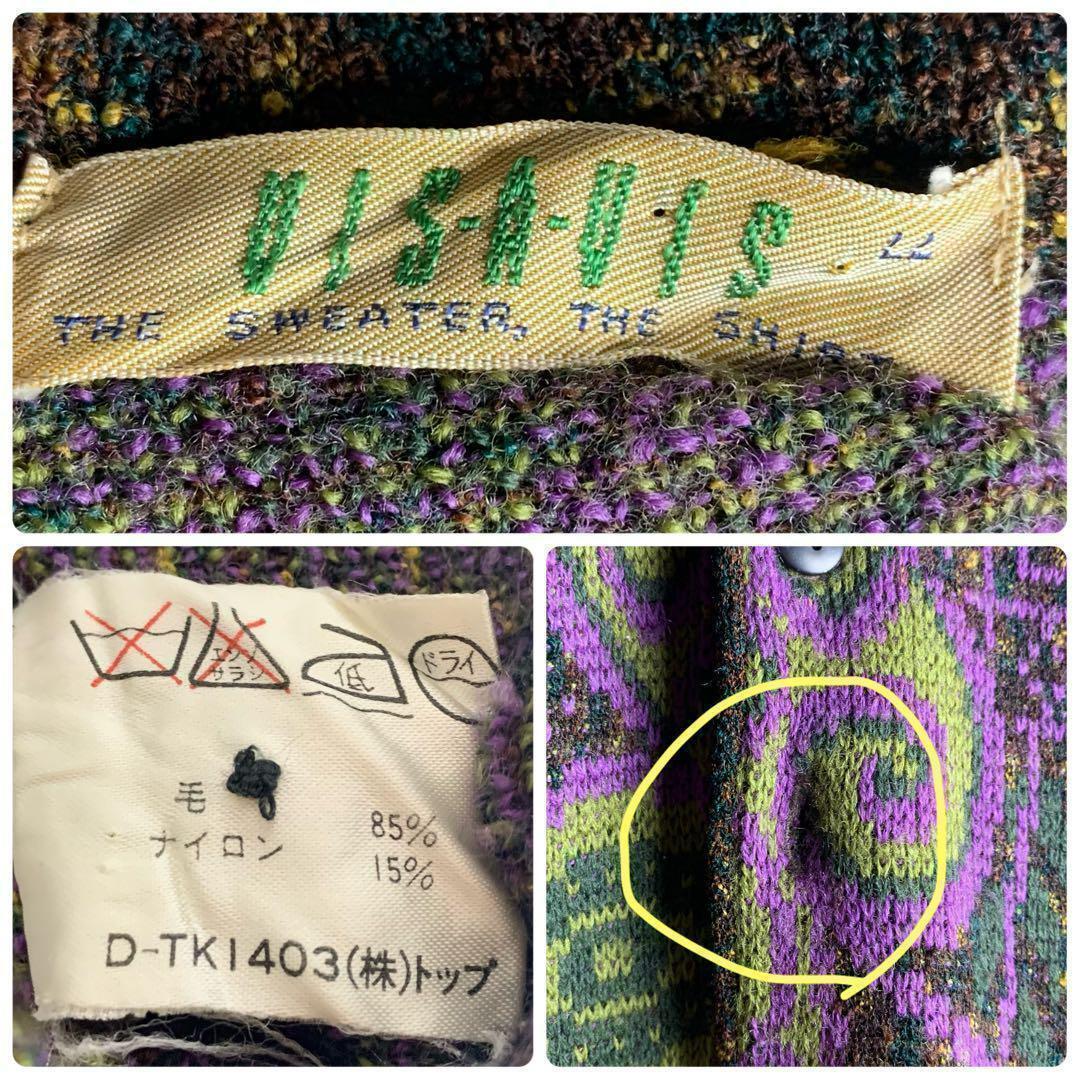 VIS-A-VIS
THE SWEATER, THE SHIRT
エンソ
サラシ
低
ドライ
毛 85%
ナイロン 15%
D-TK1403(株)トップ